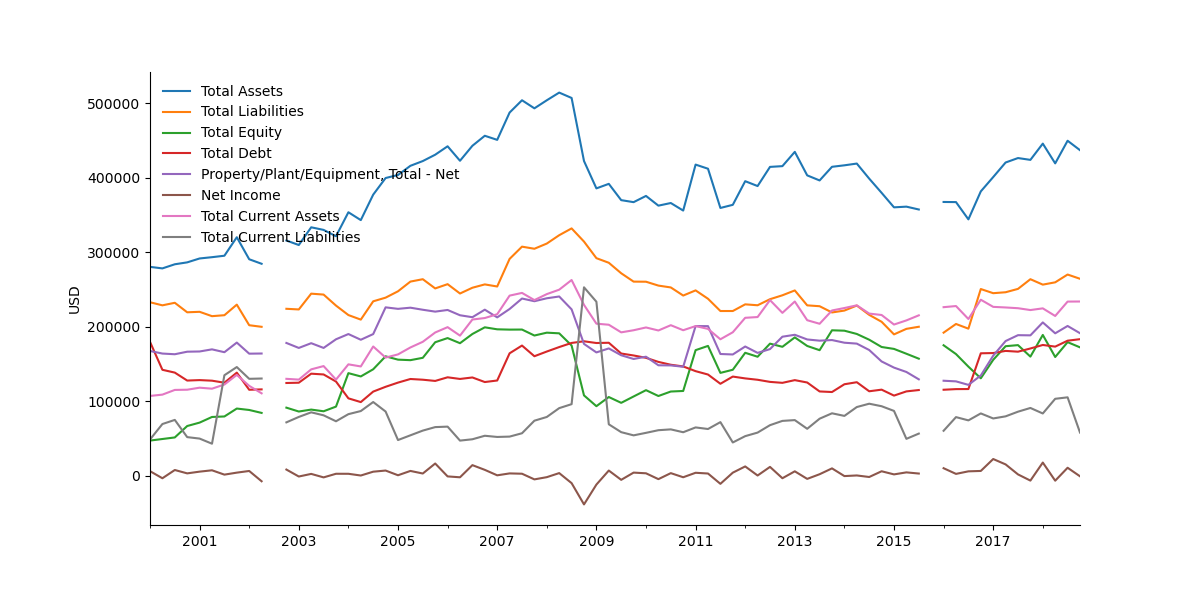 500000
400000
300000
200000
100000
0
USD
Total Assets
Total Liabilities
Total Equity
Total Debt
Property/Plant/Equipment, Total - Net
Net Income
Total Current Assets
Total Current Liabilities
2001 2003 2005 2007 2009 2011 2013 2015 2017